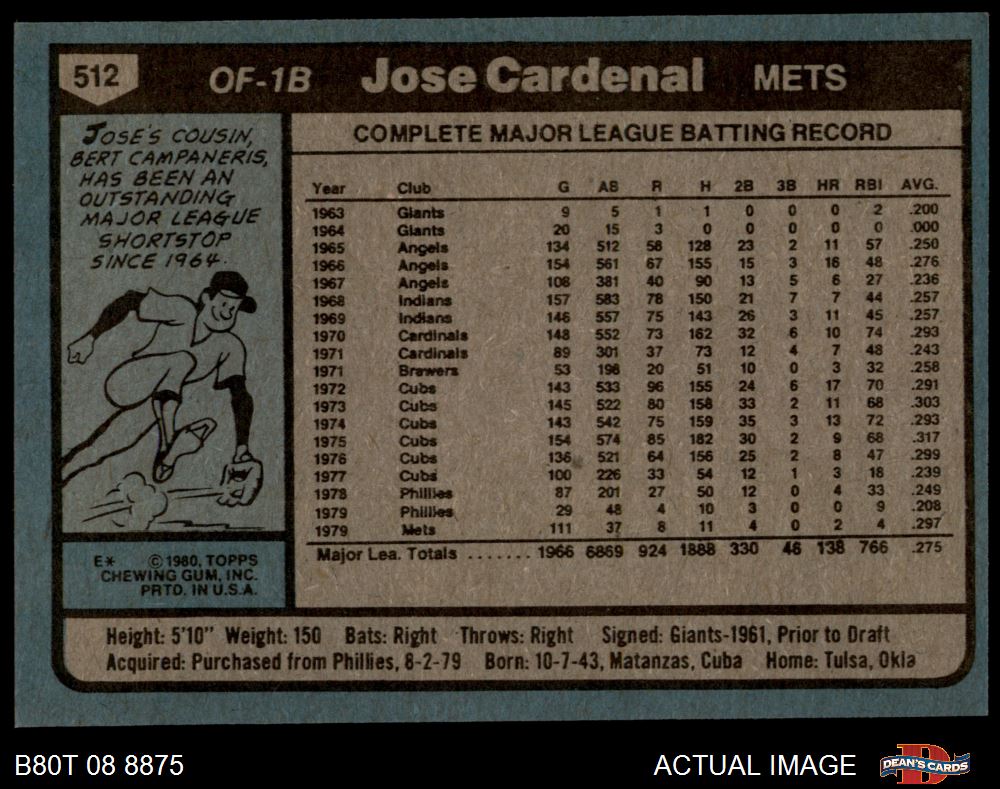 512 OF-1B Jose Cardenal METS
JOSE'S COUSIN,
BERT CAMPANERIS,
HAS BEEN AN
OUTSTANDING
MAJOR LEAGUE
SHORTSTOP
SINCE 1964.
E* ©1980, TOPPS
CHEWING GUM, INC.
PRTD. IN U.S.A.
COMPLETE MAJOR LEAGUE BATTING RECORD
Year Club G AB R H 2B 3B HR RBI AVG.
1963 Giants 9 5 1 1 0 0 0 2 .200
1964 Giants 20 15 3 0 0 0 0 0 .000
1965 Angels 134 512 58 128 23 2 11 57 .250
1966 Angels 154 561 67 155 15 3 16 48 .276
1967 Angels 108 381 40 90 13 5 6 27 .236
1968 Indians 157 583 78 150 21 7 7 44 .257
1969 Indians 146 557 75 143 26 3 11 45 .257
1970 Cardinals 148 552 73 162 32 6 10 74 .293
1971 Cardinals 89 301 37 73 12 4 7 48 .243
1971 Brewers 53 198 20 51 10 0 3 32 .258
1972 Cubs 143 533 96 155 24 6 17 70 .291
1973 Cubs 145 522 80 158 33 2 11 68 .303
1974 Cubs 143 542 75 159 35 3 13 72 .293
1975 Cubs 154 574 85 182 30 2 9 68 .317
1976 Cubs 136 521 64 156 25 2 8 47 .299
1977 Cubs 100 226 33 54 12 1 3 18 .239
1978 Phillies 87 201 27 50 12 0 4 33 .249
1979 Phillies 29 48 4 10 3 0 0 9 .208
1979 Mets 111 37 8 11 4 0 2 4 .297
Major Lea. Totals ....... 1966 6869 924 1888 330 46 138 766 .275
Height: 5'10" Weight: 150 Bats: Right Throws: Right Signed: Giants-1961, Prior to Draft
Acquired: Purchased from Phillies, 8-2-79 Born: 10-7-43, Matanzas, Cuba Home: Tulsa, Okla
B80T 08 8875 ACTUAL IMAGE DEAN'S CARDS